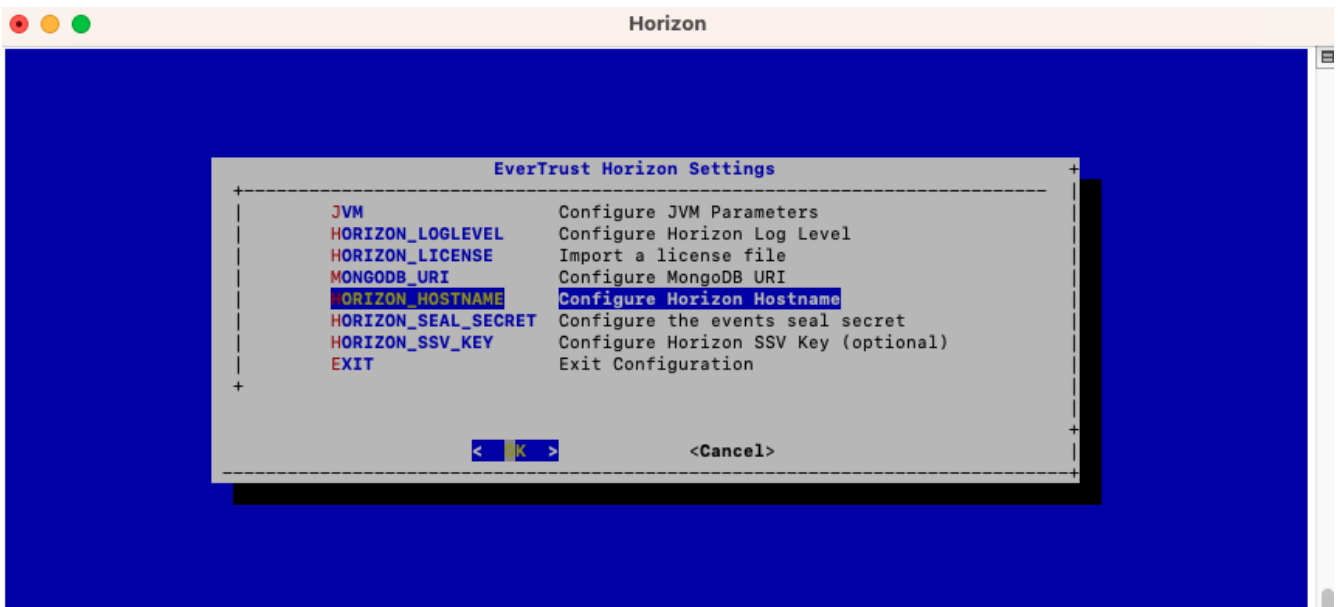 Horizon
EverTrust Horizon Settings
JVM Configure JVM Parameters
HORIZON_LOGLEVEL Configure Horizon Log Level
HORIZON_LICENSE Import a license file
MONGODB_URI Configure MongoDB URI
HORIZON_HOSTNAME Configure Horizon Hostname
HORIZON_SEAL_SECRET Configure the events seal secret
HORIZON_SSV_KEY Configure Horizon SSV Key (optional)
EXIT Exit Configuration
< OK > <Cancel>